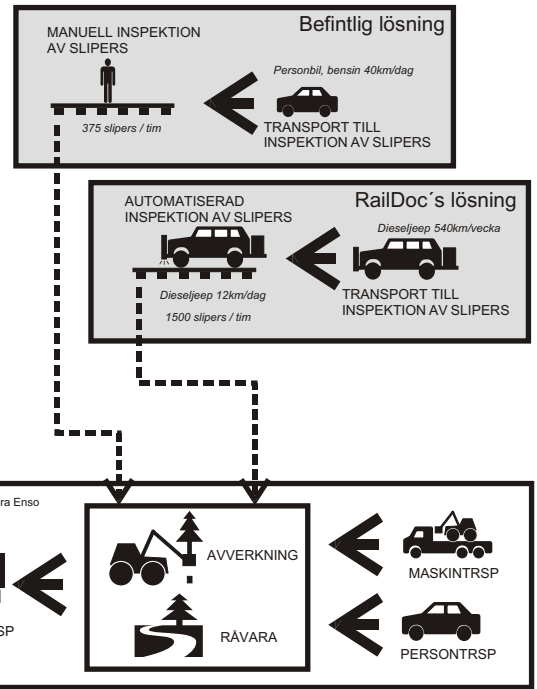 Befintlig lösning
MANUELL INSPEKTION
AV SLIPERS
Personbil, bensin 40km/dag
375 slipers / tim
TRANSPORT TILL
INSPEKTION AV SLIPERS
RailDoc´s lösning
AUTOMATISERAD
INSPEKTION AV SLIPERS
Dieseljeep 540km/vecka
Dieseljeep 12km/dag
1500 slipers / tim
TRANSPORT TILL
INSPEKTION AV SLIPERS
ra Enso
AVVERKNING
MASKINTRSP
SP
RÅVARA
PERSONTRSP